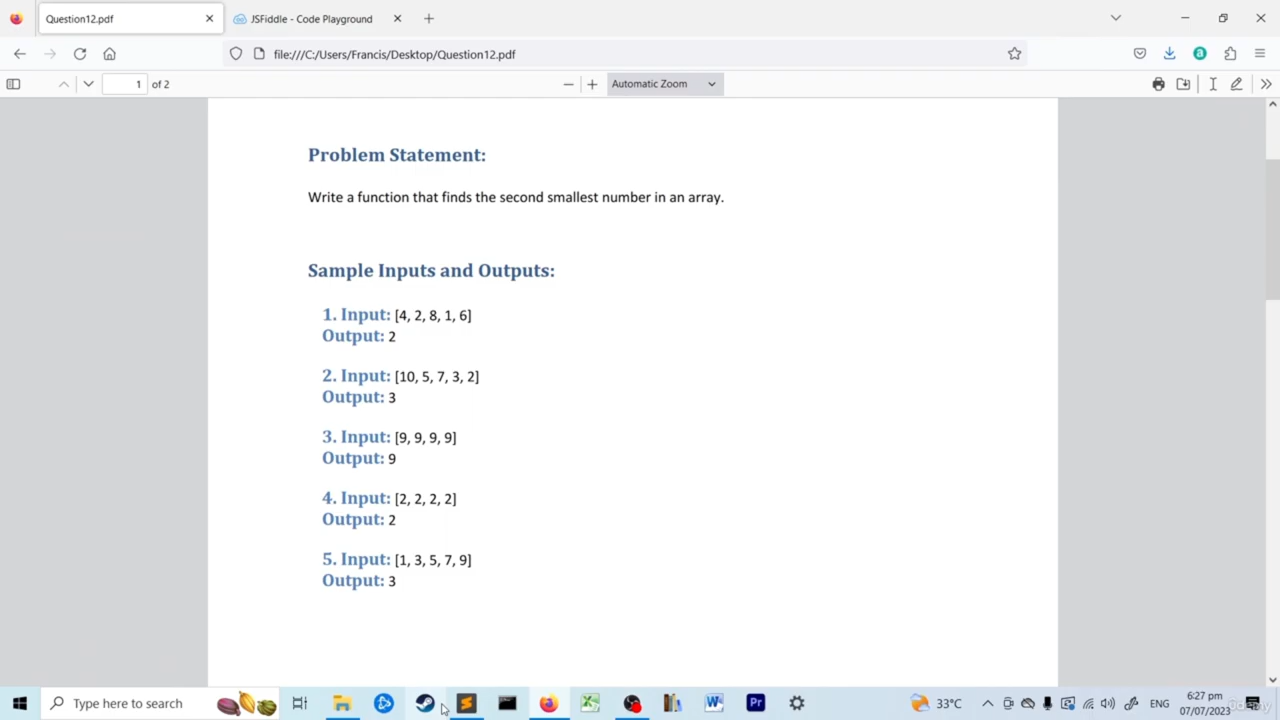 Question12.pdf
JSFiddle - Code Playground
file:///C:/Users/Francis/Desktop/Question12.pdf
1 of 2
Automatic Zoom
Problem Statement:
Write a function that finds the second smallest number in an array.
Sample Inputs and Outputs:
1. Input: [4, 2, 8, 1, 6]
Output: 2
2. Input: [10, 5, 7, 3, 2]
Output: 3
3. Input: [9, 9, 9, 9]
Output: 9
4. Input: [2, 2, 2, 2]
Output: 2
5. Input: [1, 3, 5, 7, 9]
Output: 3
Type here to search
33°C
ENG
6:27 pm
07/07/2023
Udemy